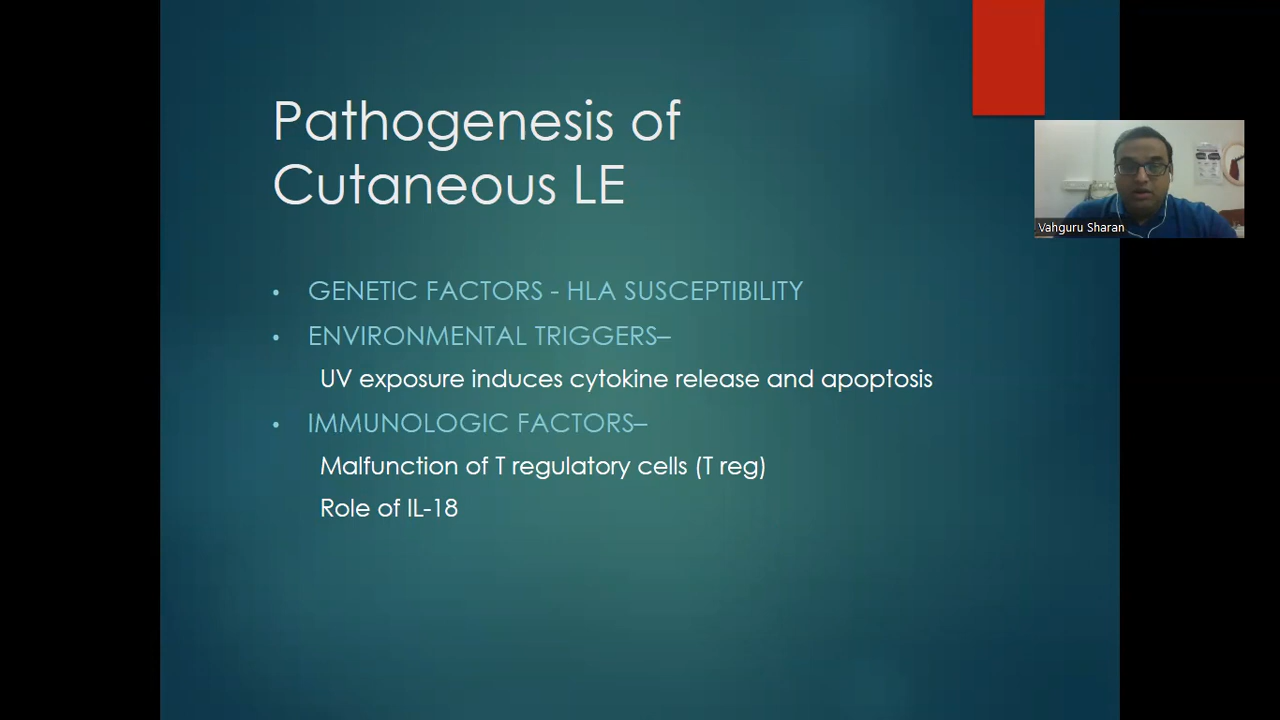 Pathogenesis of
Cutaneous LE
• GENETIC FACTORS - HLA SUSCEPTIBILITY
• ENVIRONMENTAL TRIGGERS–
UV exposure induces cytokine release and apoptosis
• IMMUNOLOGIC FACTORS–
Malfunction of T regulatory cells (T reg)
Role of IL-18
Vahguru Sharan